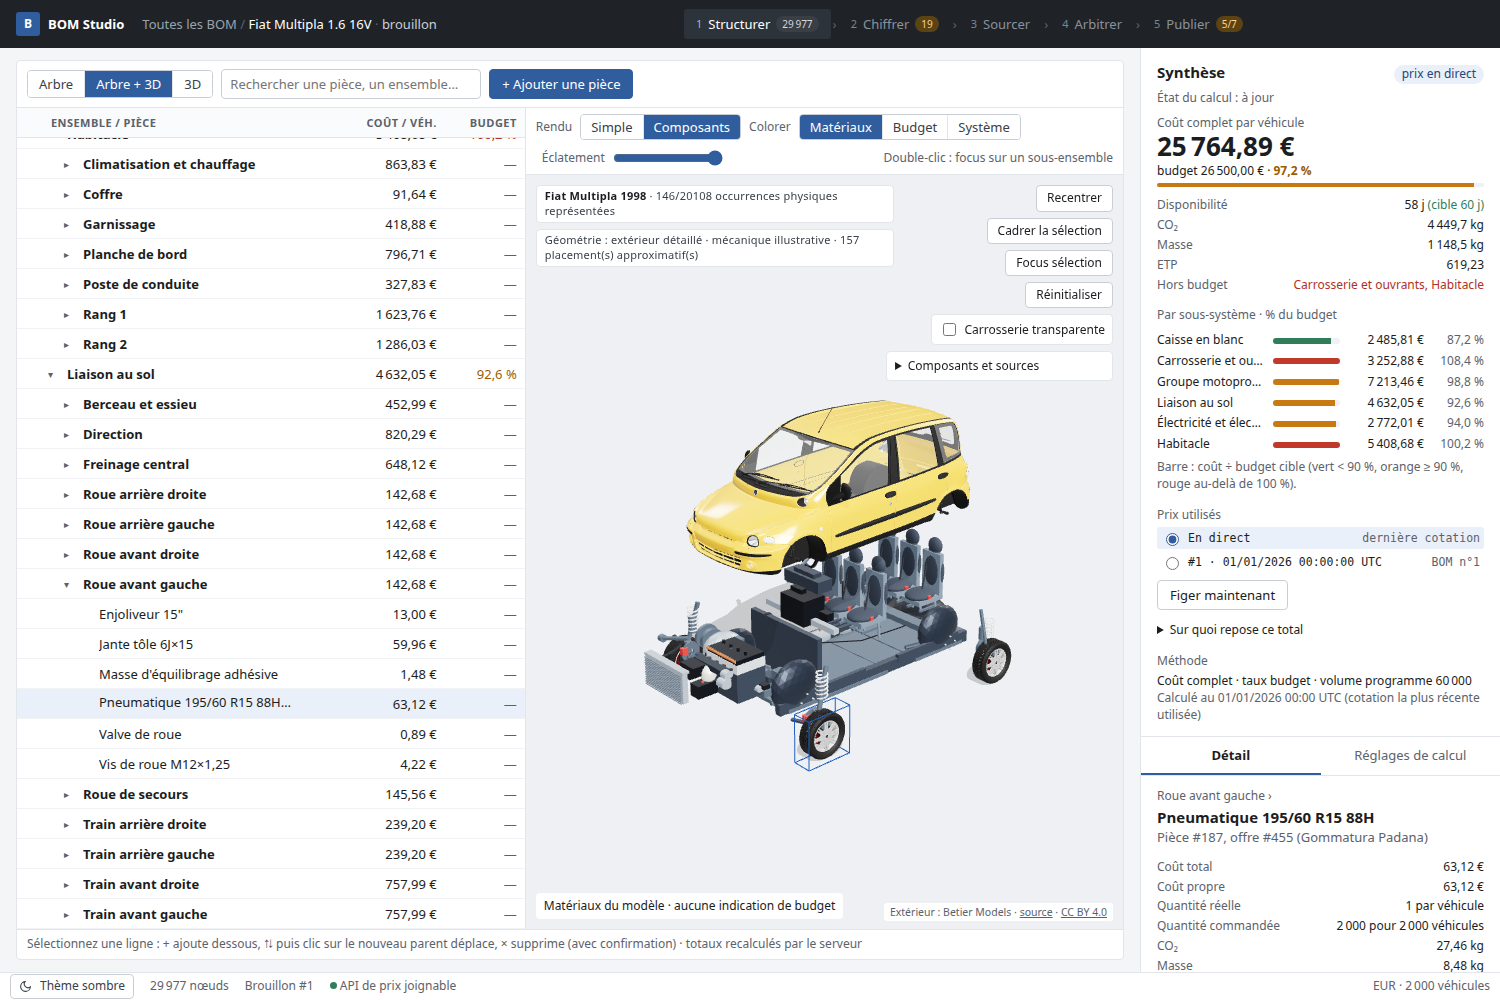 B BOM Studio Toutes les BOM / Fiat Multipla 1.6 16V · brouillon 1 Structurer 29 977 › 2 Chiffrer 19 › 3 Sourcer › 4 Arbitrer › 5 Publier 5/7
Arbre Arbre + 3D 3D Rechercher une pièce, un ensemble... + Ajouter une pièce
ENSEMBLE / PIÈCE COÛT / VÉH. BUDGET
▸ Climatisation et chauffage 863,83 € —
▸ Coffre 91,64 € —
▸ Garnissage 418,88 € —
▸ Planche de bord 796,71 € —
▸ Poste de conduite 327,83 € —
▸ Rang 1 1 623,76 € —
▸ Rang 2 1 286,03 € —
▾ Liaison au sol 4 632,05 € 92,6 %
▸ Berceau et essieu 452,99 € —
▸ Direction 820,29 € —
▸ Freinage central 648,12 € —
▸ Roue arrière droite 142,68 € —
▸ Roue arrière gauche 142,68 € —
▸ Roue avant droite 142,68 € —
▾ Roue avant gauche 142,68 € —
Enjoliveur 15" 13,00 € —
Jante tôle 6J×15 59,96 € —
Masse d'équilibrage adhésive 1,48 € —
Pneumatique 195/60 R15 88H... 63,12 € —
Valve de roue 0,89 € —
Vis de roue M12×1,25 4,22 € —
▸ Roue de secours 145,56 € —
▸ Train arrière droite 239,20 € —
▸ Train arrière gauche 239,20 € —
▸ Train avant droite 757,99 € —
▸ Train avant gauche 757,99 € —
Sélectionnez une ligne : + ajoute dessous, ⇅ puis clic sur le nouveau parent déplace, × supprime (avec confirmation) · totaux recalculés par le serveur
Rendu Simple Composants Colorer Matériaux Budget Système
Éclatement Double-clic : focus sur un sous-ensemble
Fiat Multipla 1998 · 146/20108 occurrences physiques
représentées
Géométrie : extérieur détaillé · mécanique illustrative · 157
placement(s) approximatif(s)
Recentrer
Cadrer la sélection
Focus sélection
Réinitialiser
Carrosserie transparente
▶ Composants et sources
Matériaux du modèle · aucune indication de budget
Extérieur : Betier Models · source · CC BY 4.0
Synthèse prix en direct
État du calcul : à jour
Coût complet par véhicule
25 764,89 €
budget 26 500,00 € · 97,2 %
Disponibilité 58 j (cible 60 j)
CO₂ 4 449,7 kg
Masse 1 148,5 kg
ETP 619,23
Hors budget Carrosserie et ouvrants, Habitacle
Par sous-système · % du budget
Caisse en blanc 2 485,81 € 87,2 %
Carrosserie et ou... 3 252,88 € 108,4 %
Groupe motopro... 7 213,46 € 98,8 %
Liaison au sol 4 632,05 € 92,6 %
Électricité et élec... 2 772,01 € 94,0 %
Habitacle 5 408,68 € 100,2 %
Barre : coût ÷ budget cible (vert < 90 %, orange ≥ 90 %,
rouge au-delà de 100 %).
Prix utilisés
En direct dernière cotation
#1 · 01/01/2026 00:00:00 UTC BOM n°1
Figer maintenant
▶ Sur quoi repose ce total
Méthode
Coût complet · taux budget · volume programme 60 000
Calculé au 01/01/2026 00:00 UTC (cotation la plus récente
utilisée)
Détail Réglages de calcul
Roue avant gauche ›
Pneumatique 195/60 R15 88H
Pièce #187, offre #455 (Gommatura Padana)
Coût total 63,12 €
Coût propre 63,12 €
Quantité réelle 1 par véhicule
Quantité commandée 2 000 pour 2 000 véhicules
CO₂ 27,46 kg
Masse 8,48 kg
Thème sombre 29 977 nœuds Brouillon #1 API de prix joignable EUR · 2 000 véhicules